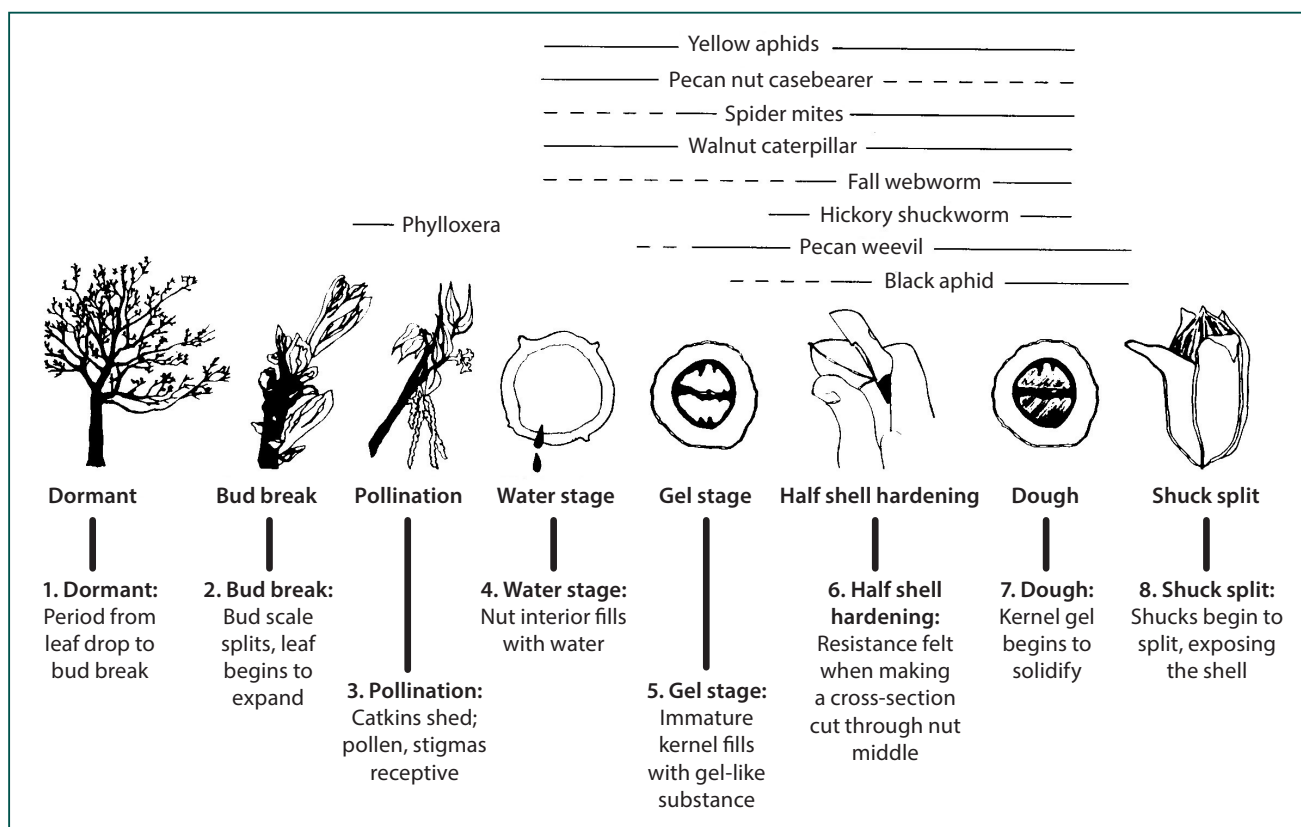 Yellow aphids
Pecan nut casebearer
Spider mites
Walnut caterpillar
Fall webworm
Hickory shuckworm
Phylloxera
Pecan weevil
Black aphid
Dormant
Bud break
Pollination
Water stage
Gel stage
Half shell hardening
Dough
Shuck split
1. Dormant:
Period from
leaf drop to
bud break
2. Bud break:
Bud scale
splits, leaf
begins to
expand
3. Pollination:
Catkins shed;
pollen, stigmas
receptive
4. Water stage:
Nut interior fills
with water
5. Gel stage:
Immature
kernel fills
with gel-like
substance
6. Half shell
hardening:
Resistance felt
when making
a cross-section
cut through nut
middle
7. Dough:
Kernel gel
begins to
solidify
8. Shuck split:
Shucks begin to
split, exposing
the shell